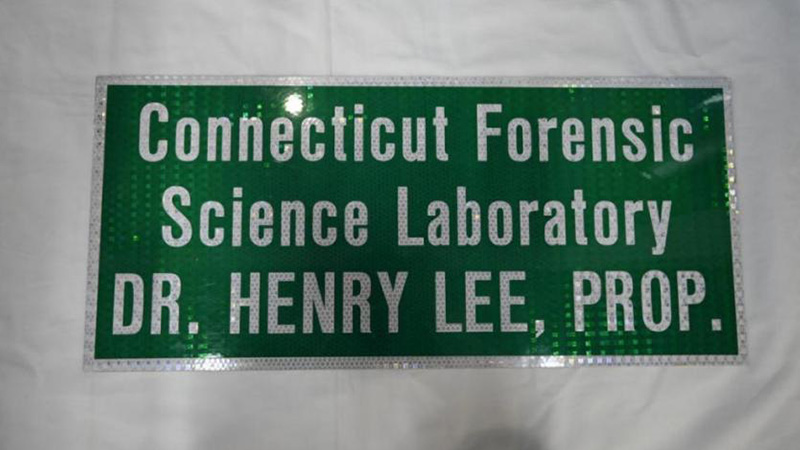 Connecticut Forensic
Science Laboratory
DR. HENRY LEE, PROP.